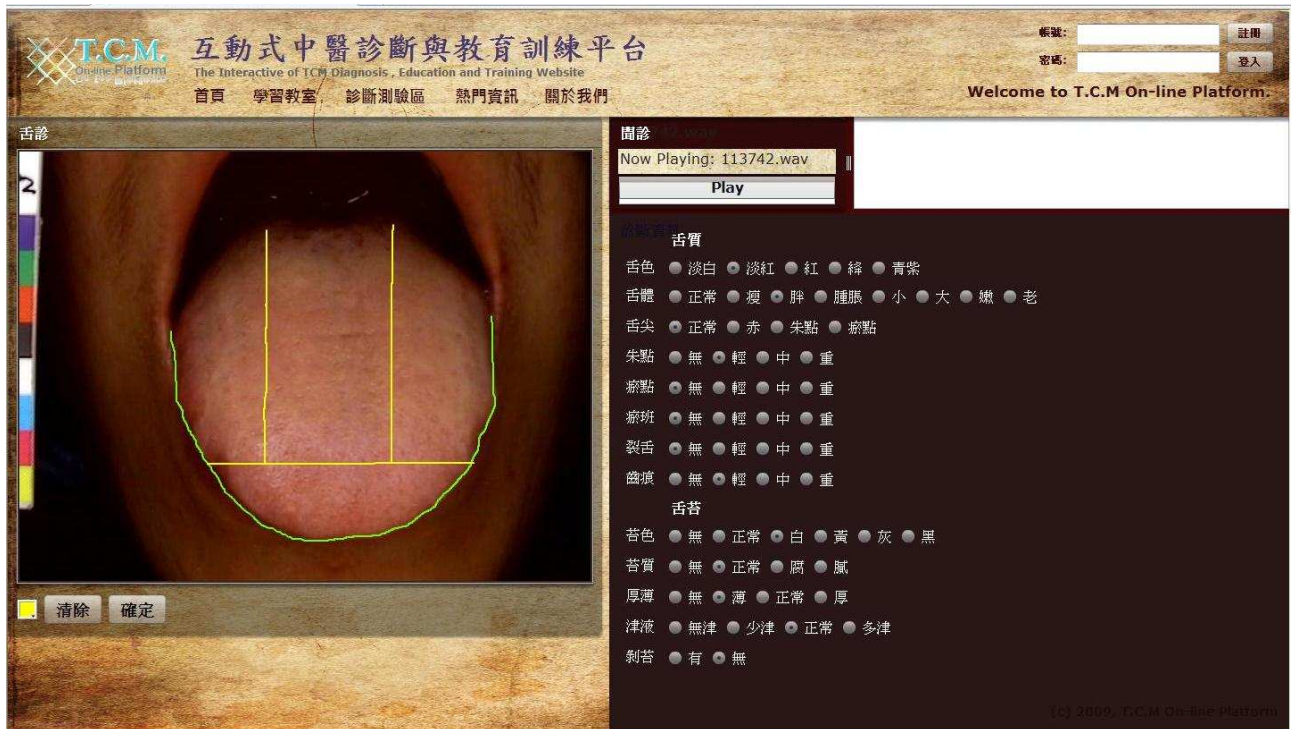 T.C.M.
On-line Platform
互動式中醫診斷與教育訓練平台
The Interactive of TCM Diagnosis , Education and Training Website
首頁 學習教室 診斷測驗區 熱門資訊 關於我們
帳號: 註冊
密碼: 登入
Welcome to T.C.M On-line Platform.
舌診
2
清除 確定
聞診
Now Playing: 113742.wav
Play
舌質
舌色 淡白 淡紅 紅 絳 青紫
舌體 正常 瘦 胖 腫脹 小 大 嫩 老
舌尖 正常 赤 朱點 瘀點
朱點 無 輕 中 重
瘀點 無 輕 中 重
瘀班 無 輕 中 重
裂舌 無 輕 中 重
齒痕 無 輕 中 重
舌苔
苔色 無 正常 白 黃 灰 黑
苔質 無 正常 腐 膩
厚薄 無 薄 正常 厚
津液 無津 少津 正常 多津
剝苔 有 無
(c) 2009, T.C.M On-line Platform